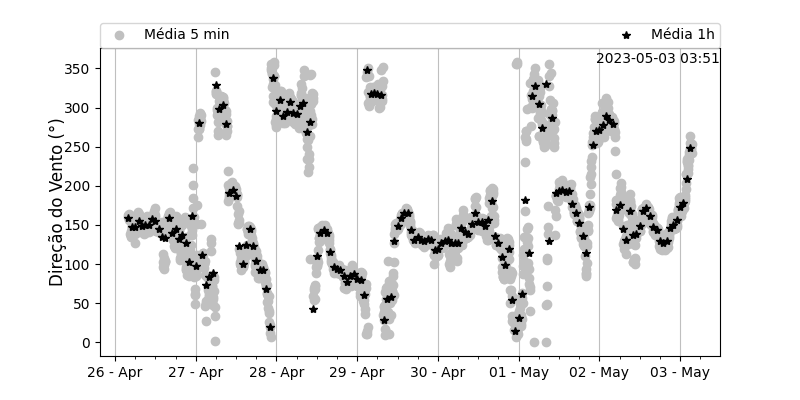 Média 5 min
Média 1h
2023-05-03 03:51
Direção do Vento (°)
350
300
250
200
150
100
50
0
26 - Apr
27 - Apr
28 - Apr
29 - Apr
30 - Apr
01 - May
02 - May
03 - May